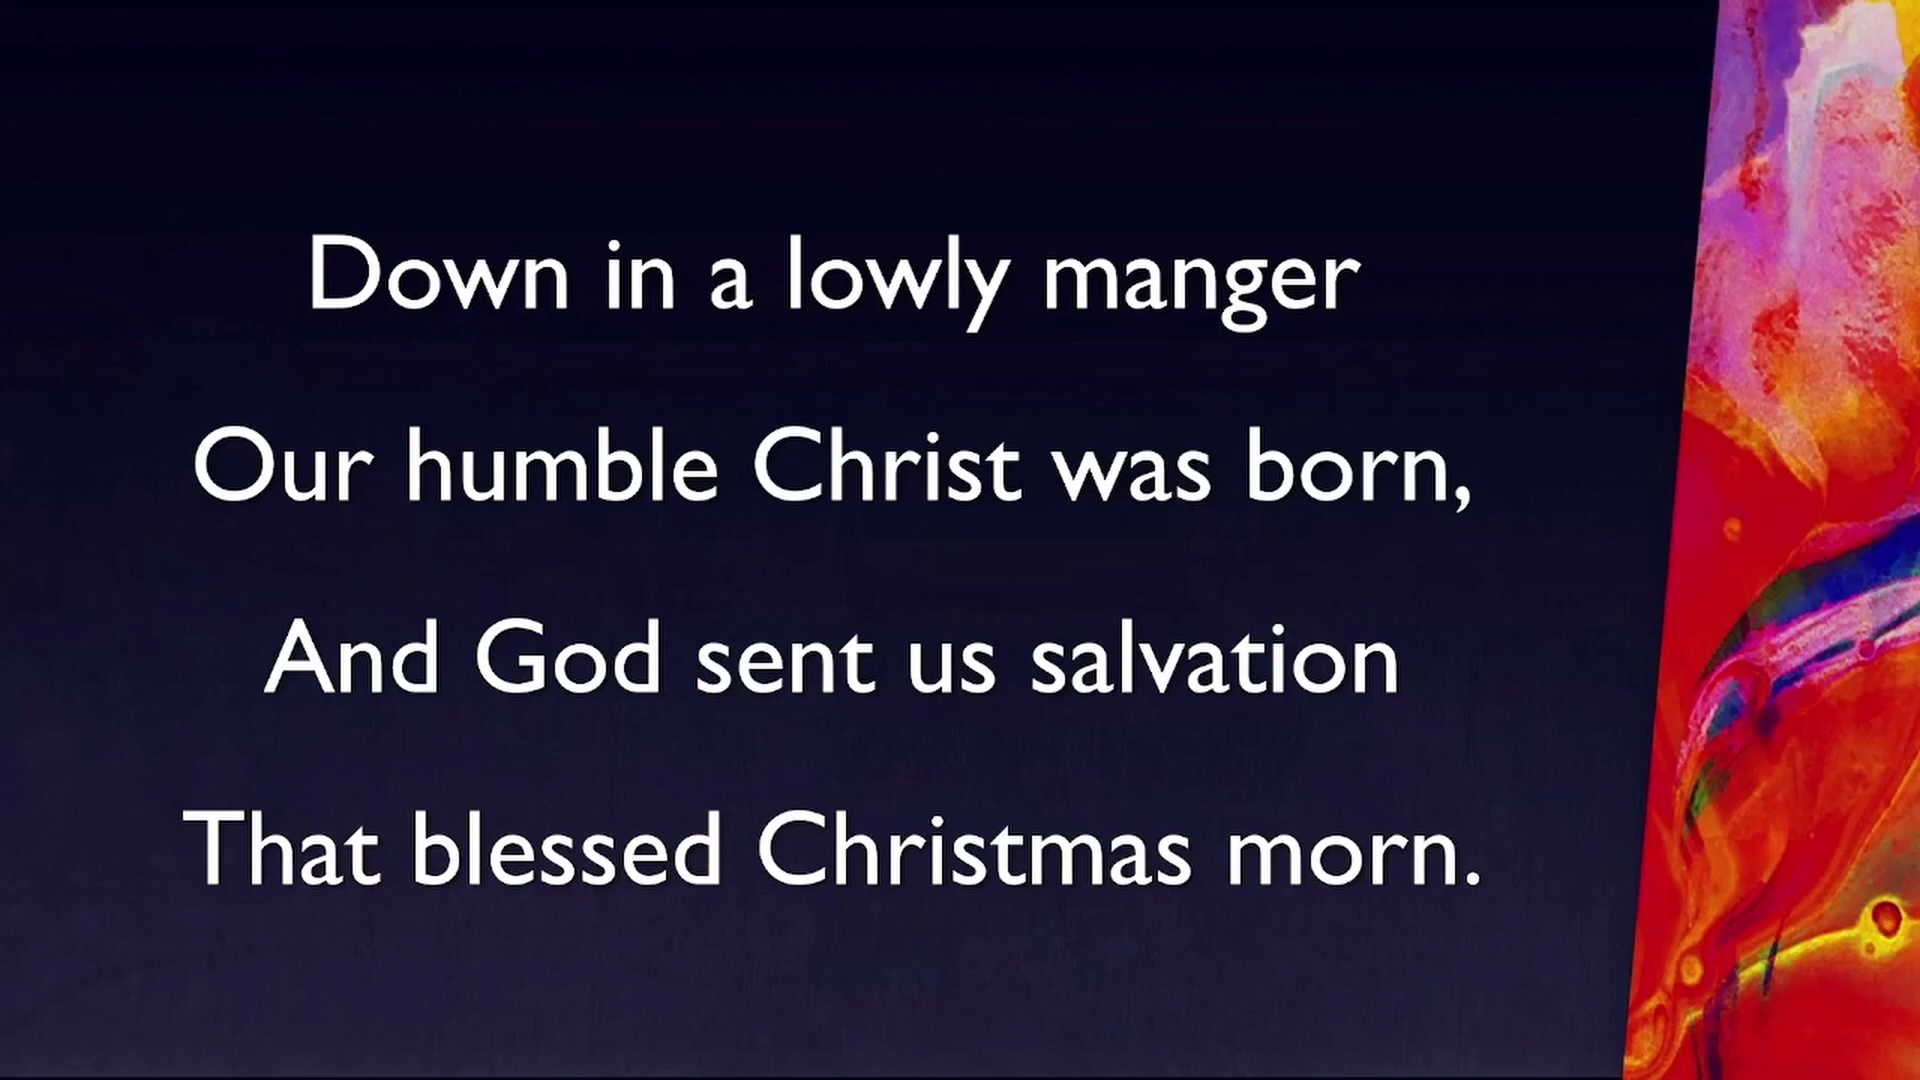 Down in a lowly manger
Our humble Christ was born,
And God sent us salvation
That blessed Christmas morn.